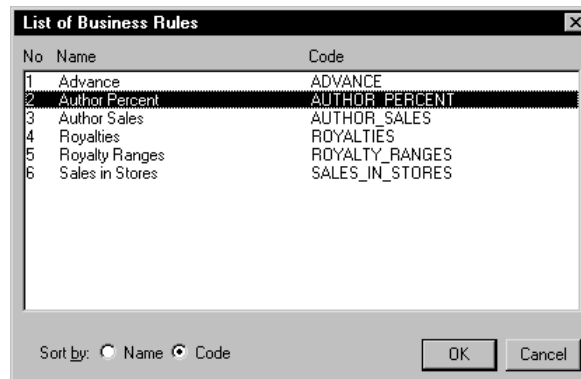 List of Business Rules
No Name Code
1 Advance ADVANCE
2 Author Percent AUTHOR_PERCENT
3 Author Sales AUTHOR_SALES
4 Royalties ROYALTIES
5 Royalty Ranges ROYALTY_RANGES
6 Sales in Stores SALES_IN_STORES
Sort by: Name Code OK Cancel